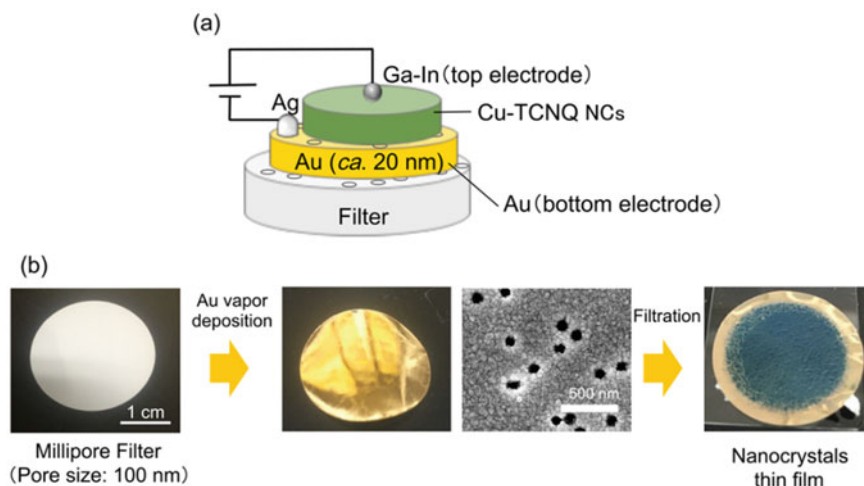 (a)
Ga-In（top electrode）
Ag
Cu-TCNQ NCs
Au (ca. 20 nm)
Au（bottom electrode）
Filter
(b)
Au vapor
deposition
Filtration
1 cm
500 nm
Millipore Filter
（Pore size: 100 nm）
Nanocrystals
thin film